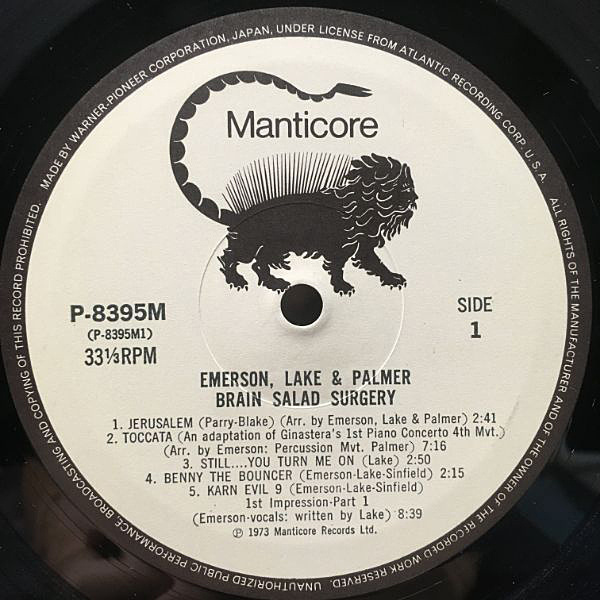 MADE BY WARNER-PIONEER CORPORATION, JAPAN, UNDER LICENSE FROM ATLANTIC RECORDING CORP. U.S.A.
ALL RIGHTS OF THE MANUFACTURER AND OF THE OWNER OF THE RECORDED WORK RESERVED.
UNAUTHORIZED PUBLIC PERFORMANCE BROADCASTING AND COPYING OF THIS RECORD PROHIBITED.
Manticore
P-8395M
(P-8395M1)
33⅓RPM
SIDE
1
EMERSON, LAKE & PALMER
BRAIN SALAD SURGERY
1. JERUSALEM (Parry-Blake) (Arr. by Emerson, Lake & Palmer) 2:41
2. TOCCATA (An adaptation of Ginastera's 1st Piano Concerto 4th Mvt.)
(Arr. by Emerson: Percussion Mvt. Palmer) 7:16
3. STILL....YOU TURN ME ON (Lake) 2:50
4. BENNY THE BOUNCER (Emerson-Lake-Sinfield) 2:15
5. KARN EVIL 9 (Emerson-Lake-Sinfield)
1st Impression-Part 1
(Emerson-vocals: written by Lake) 8:39
℗ 1973 Manticore Records Ltd.